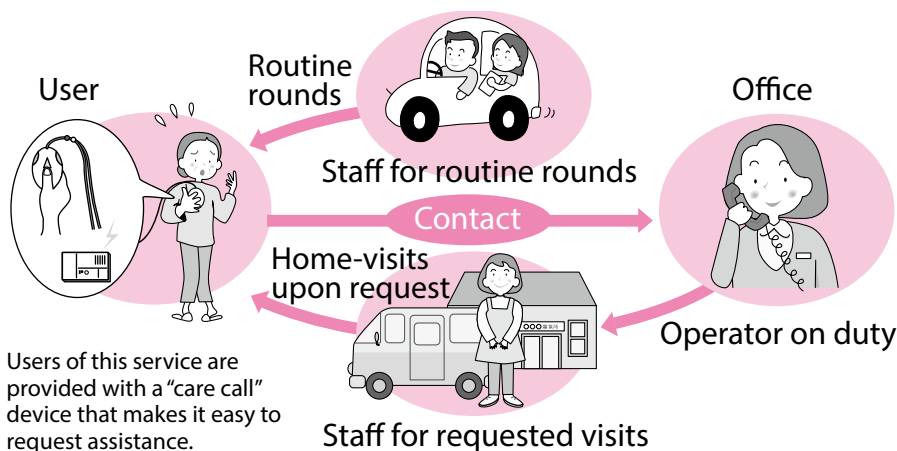 User
Routine
rounds
Staff for routine rounds
Office
Contact
Home-visits
upon request
Operator on duty
Users of this service are
provided with a “care call”
device that makes it easy to
request assistance.
Staff for requested visits